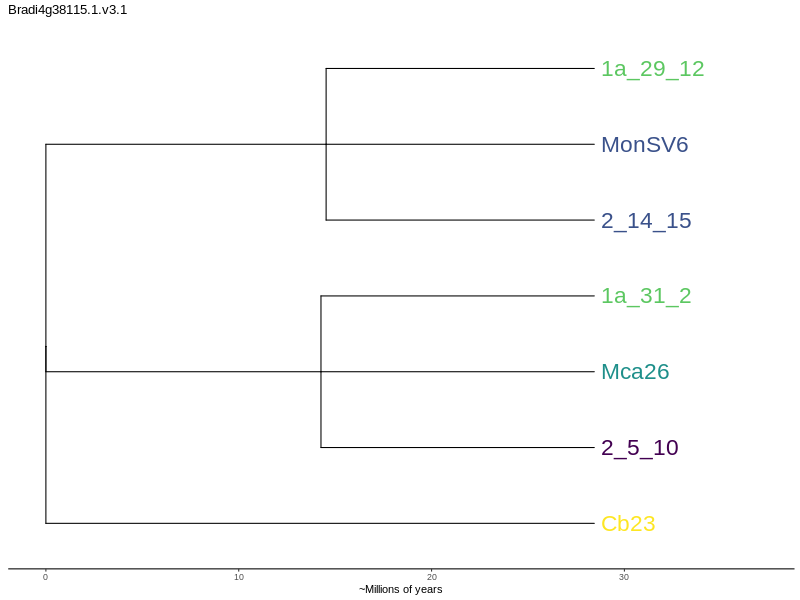 Bradi4g38115.1.v3.1
1a_29_12
MonSV6
2_14_15
1a_31_2
Mca26
2_5_10
Cb23
0 10 20 30
~Millions of years